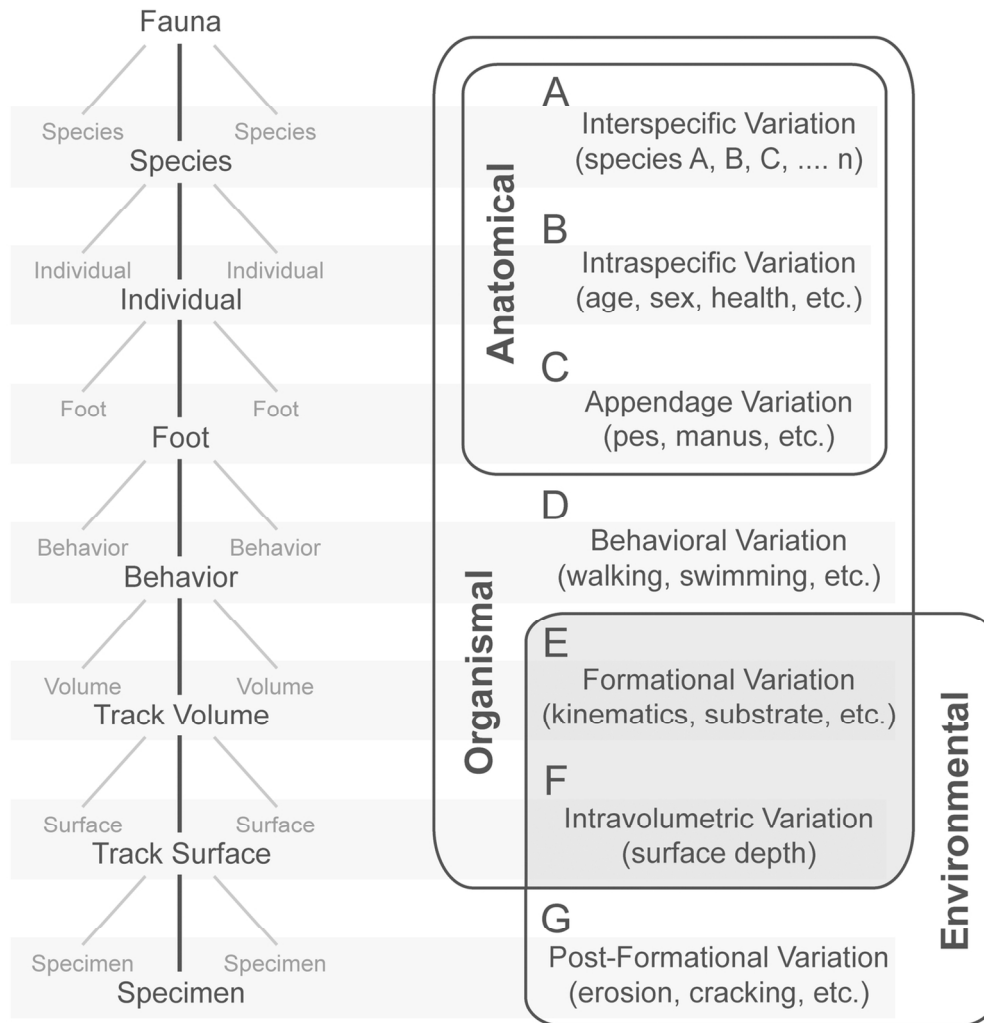 Fauna
Species Species
Species
Individual Individual
Individual
Foot Foot
Foot
Behavior Behavior
Behavior
Volume Volume
Track Volume
Surface Surface
Track Surface
Specimen Specimen
Specimen
Anatomical
Organismal
Environmental
A
Interspecific Variation
(species A, B, C, .... n)
B
Intraspecific Variation
(age, sex, health, etc.)
C
Appendage Variation
(pes, manus, etc.)
D
Behavioral Variation
(walking, swimming, etc.)
E
Formational Variation
(kinematics, substrate, etc.)
F
Intravolumetric Variation
(surface depth)
G
Post-Formational Variation
(erosion, cracking, etc.)